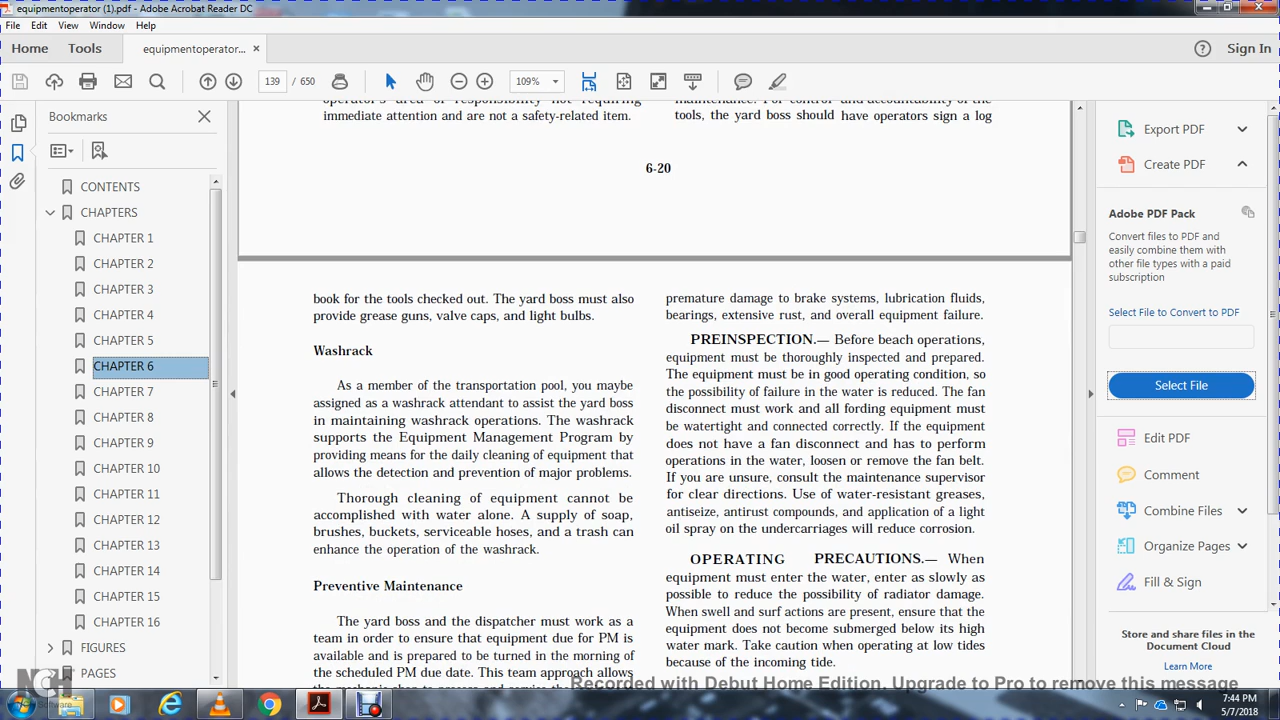 equipmentoperator (1).pdf - Adobe Acrobat Reader DC
File Edit View Window Help
Home Tools equipmentoperator... × Sign In
139 / 650 109%
Bookmarks
CONTENTS
CHAPTERS
CHAPTER 1
CHAPTER 2
CHAPTER 3
CHAPTER 4
CHAPTER 5
CHAPTER 6
CHAPTER 7
CHAPTER 8
CHAPTER 9
CHAPTER 10
CHAPTER 11
CHAPTER 12
CHAPTER 13
CHAPTER 14
CHAPTER 15
CHAPTER 16
FIGURES
PAGES
operator's area of responsibility not requiring
immediate attention and are not a safety-related item.
maintenance. For control and accountability of the
tools, the yard boss should have operators sign a log
6-20
book for the tools checked out. The yard boss must also
provide grease guns, valve caps, and light bulbs.
Washrack
As a member of the transportation pool, you maybe
assigned as a washrack attendant to assist the yard boss
in maintaining washrack operations. The washrack
supports the Equipment Management Program by
providing means for the daily cleaning of equipment that
allows the detection and prevention of major problems.
Thorough cleaning of equipment cannot be
accomplished with water alone. A supply of soap,
brushes, buckets, serviceable hoses, and a trash can
enhance the operation of the washrack.
Preventive Maintenance
The yard boss and the dispatcher must work as a
team in order to ensure that equipment due for PM is
available and is prepared to be turned in the morning of
the scheduled PM due date. This team approach allows
premature damage to brake systems, lubrication fluids,
bearings, extensive rust, and overall equipment failure.
PREINSPECTION.— Before beach operations,
equipment must be thoroughly inspected and prepared.
The equipment must be in good operating condition, so
the possibility of failure in the water is reduced. The fan
disconnect must work and all fording equipment must
be watertight and connected correctly. If the equipment
does not have a fan disconnect and has to perform
operations in the water, loosen or remove the fan belt.
If you are unsure, consult the maintenance supervisor
for clear directions. Use of water-resistant greases,
antiseize, antirust compounds, and application of a light
oil spray on the undercarriages will reduce corrosion.
OPERATING PRECAUTIONS.— When
equipment must enter the water, enter as slowly as
possible to reduce the possibility of radiator damage.
When swell and surf actions are present, ensure that the
equipment does not become submerged below its high
water mark. Take caution when operating at low tides
because of the incoming tide.
Export PDF
Create PDF
Adobe PDF Pack
Convert files to PDF and
easily combine them with
other file types with a paid
subscription
Select File to Convert to PDF
Select File
Edit PDF
Comment
Combine Files
Organize Pages
Fill & Sign
Store and share files in the
Document Cloud
Learn More
Recorded with Debut Home Edition. Upgrade to Pro to remove this message
NCH Software
7:44 PM
5/7/2018